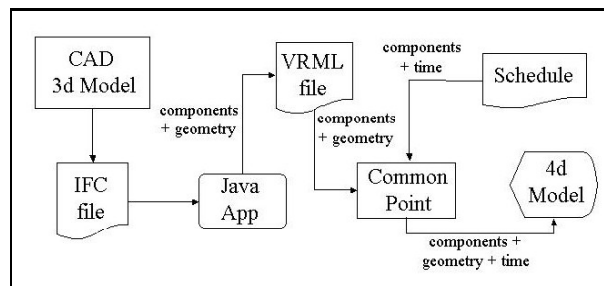 CAD
3d Model
IFC
file
Java
App
components
+ geometry
VRML
file
components
+ geometry
components
+ time
Schedule
Common
Point
components +
geometry + time
4d
Model